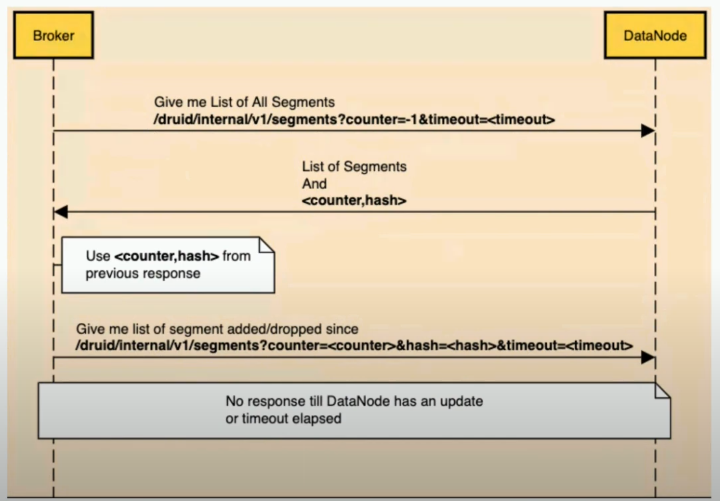 Broker
DataNode
Give me List of All Segments
/druid/internal/v1/segments?counter=-1&timeout=<timeout>
List of Segments
And
<counter,hash>
Use <counter,hash> from
previous response
Give me list of segment added/dropped since
/druid/internal/v1/segments?counter=<counter>&hash=<hash>&timeout=<timeout>
No response till DataNode has an update
or timeout elapsed